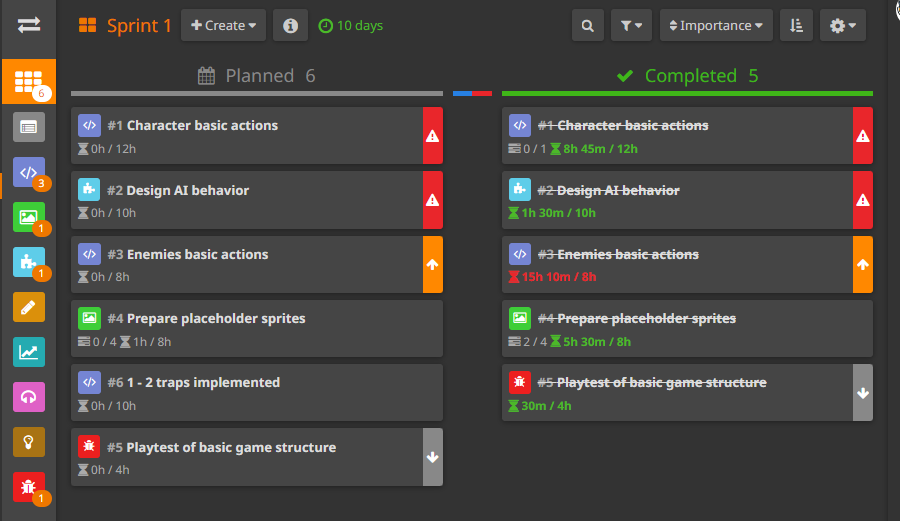 Sprint 1
Create
10 days
Importance
Planned 6
Completed 5
6
3
1
1
1
#1 Character basic actions
0h / 12h
#2 Design AI behavior
0h / 10h
#3 Enemies basic actions
0h / 8h
#4 Prepare placeholder sprites
0 / 4 1h / 8h
#6 1 - 2 traps implemented
0h / 10h
#5 Playtest of basic game structure
0h / 4h
#1 Character basic actions
0 / 1 8h 45m / 12h
#2 Design AI behavior
1h 30m / 10h
#3 Enemies basic actions
15h 10m / 8h
#4 Prepare placeholder sprites
2 / 4 5h 30m / 8h
#5 Playtest of basic game structure
30m / 4h